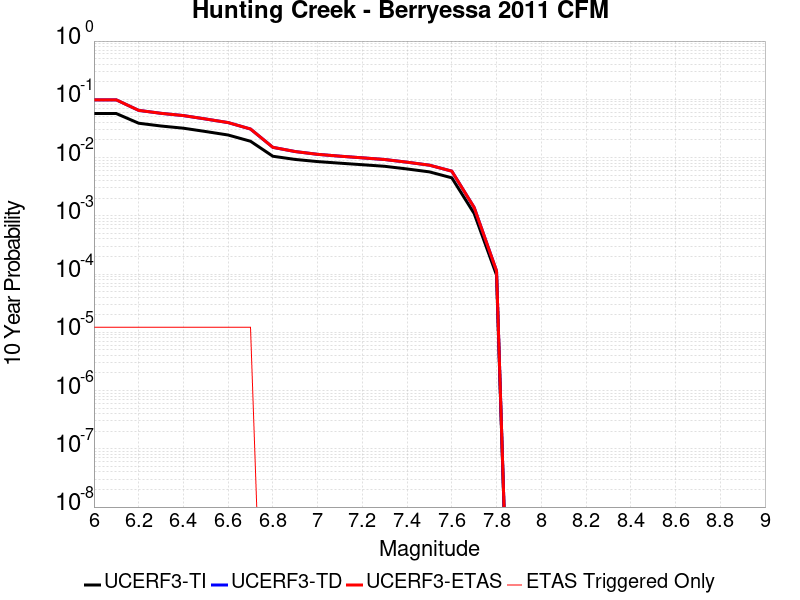 Hunting Creek - Berryessa 2011 CFM
10 Year Probability
10^0
10^-1
10^-2
10^-3
10^-4
10^-5
10^-6
10^-7
10^-8
6 6.2 6.4 6.6 6.8 7 7.2 7.4 7.6 7.8 8 8.2 8.4 8.6 8.8 9
Magnitude
UCERF3-TI UCERF3-TD UCERF3-ETAS ETAS Triggered Only